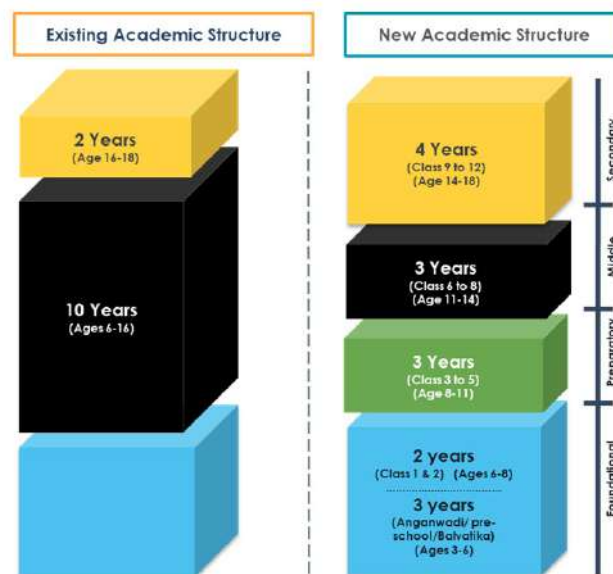 Existing Academic Structure
2 Years
(Age 16-18)
10 Years
(Ages 6-16)
New Academic Structure
4 Years
(Class 9 to 12)
(Age 14-18)
Secondary
3 Years
(Class 6 to 8)
(Age 11-14)
Middle
3 Years
(Class 3 to 5)
(Age 8-11)
Preparatory
2 years
(Class 1 & 2) (Ages 6-8)
3 years
(Anganwadi/ pre-
school/Balvatika)
(Ages 3-6)
Foundational